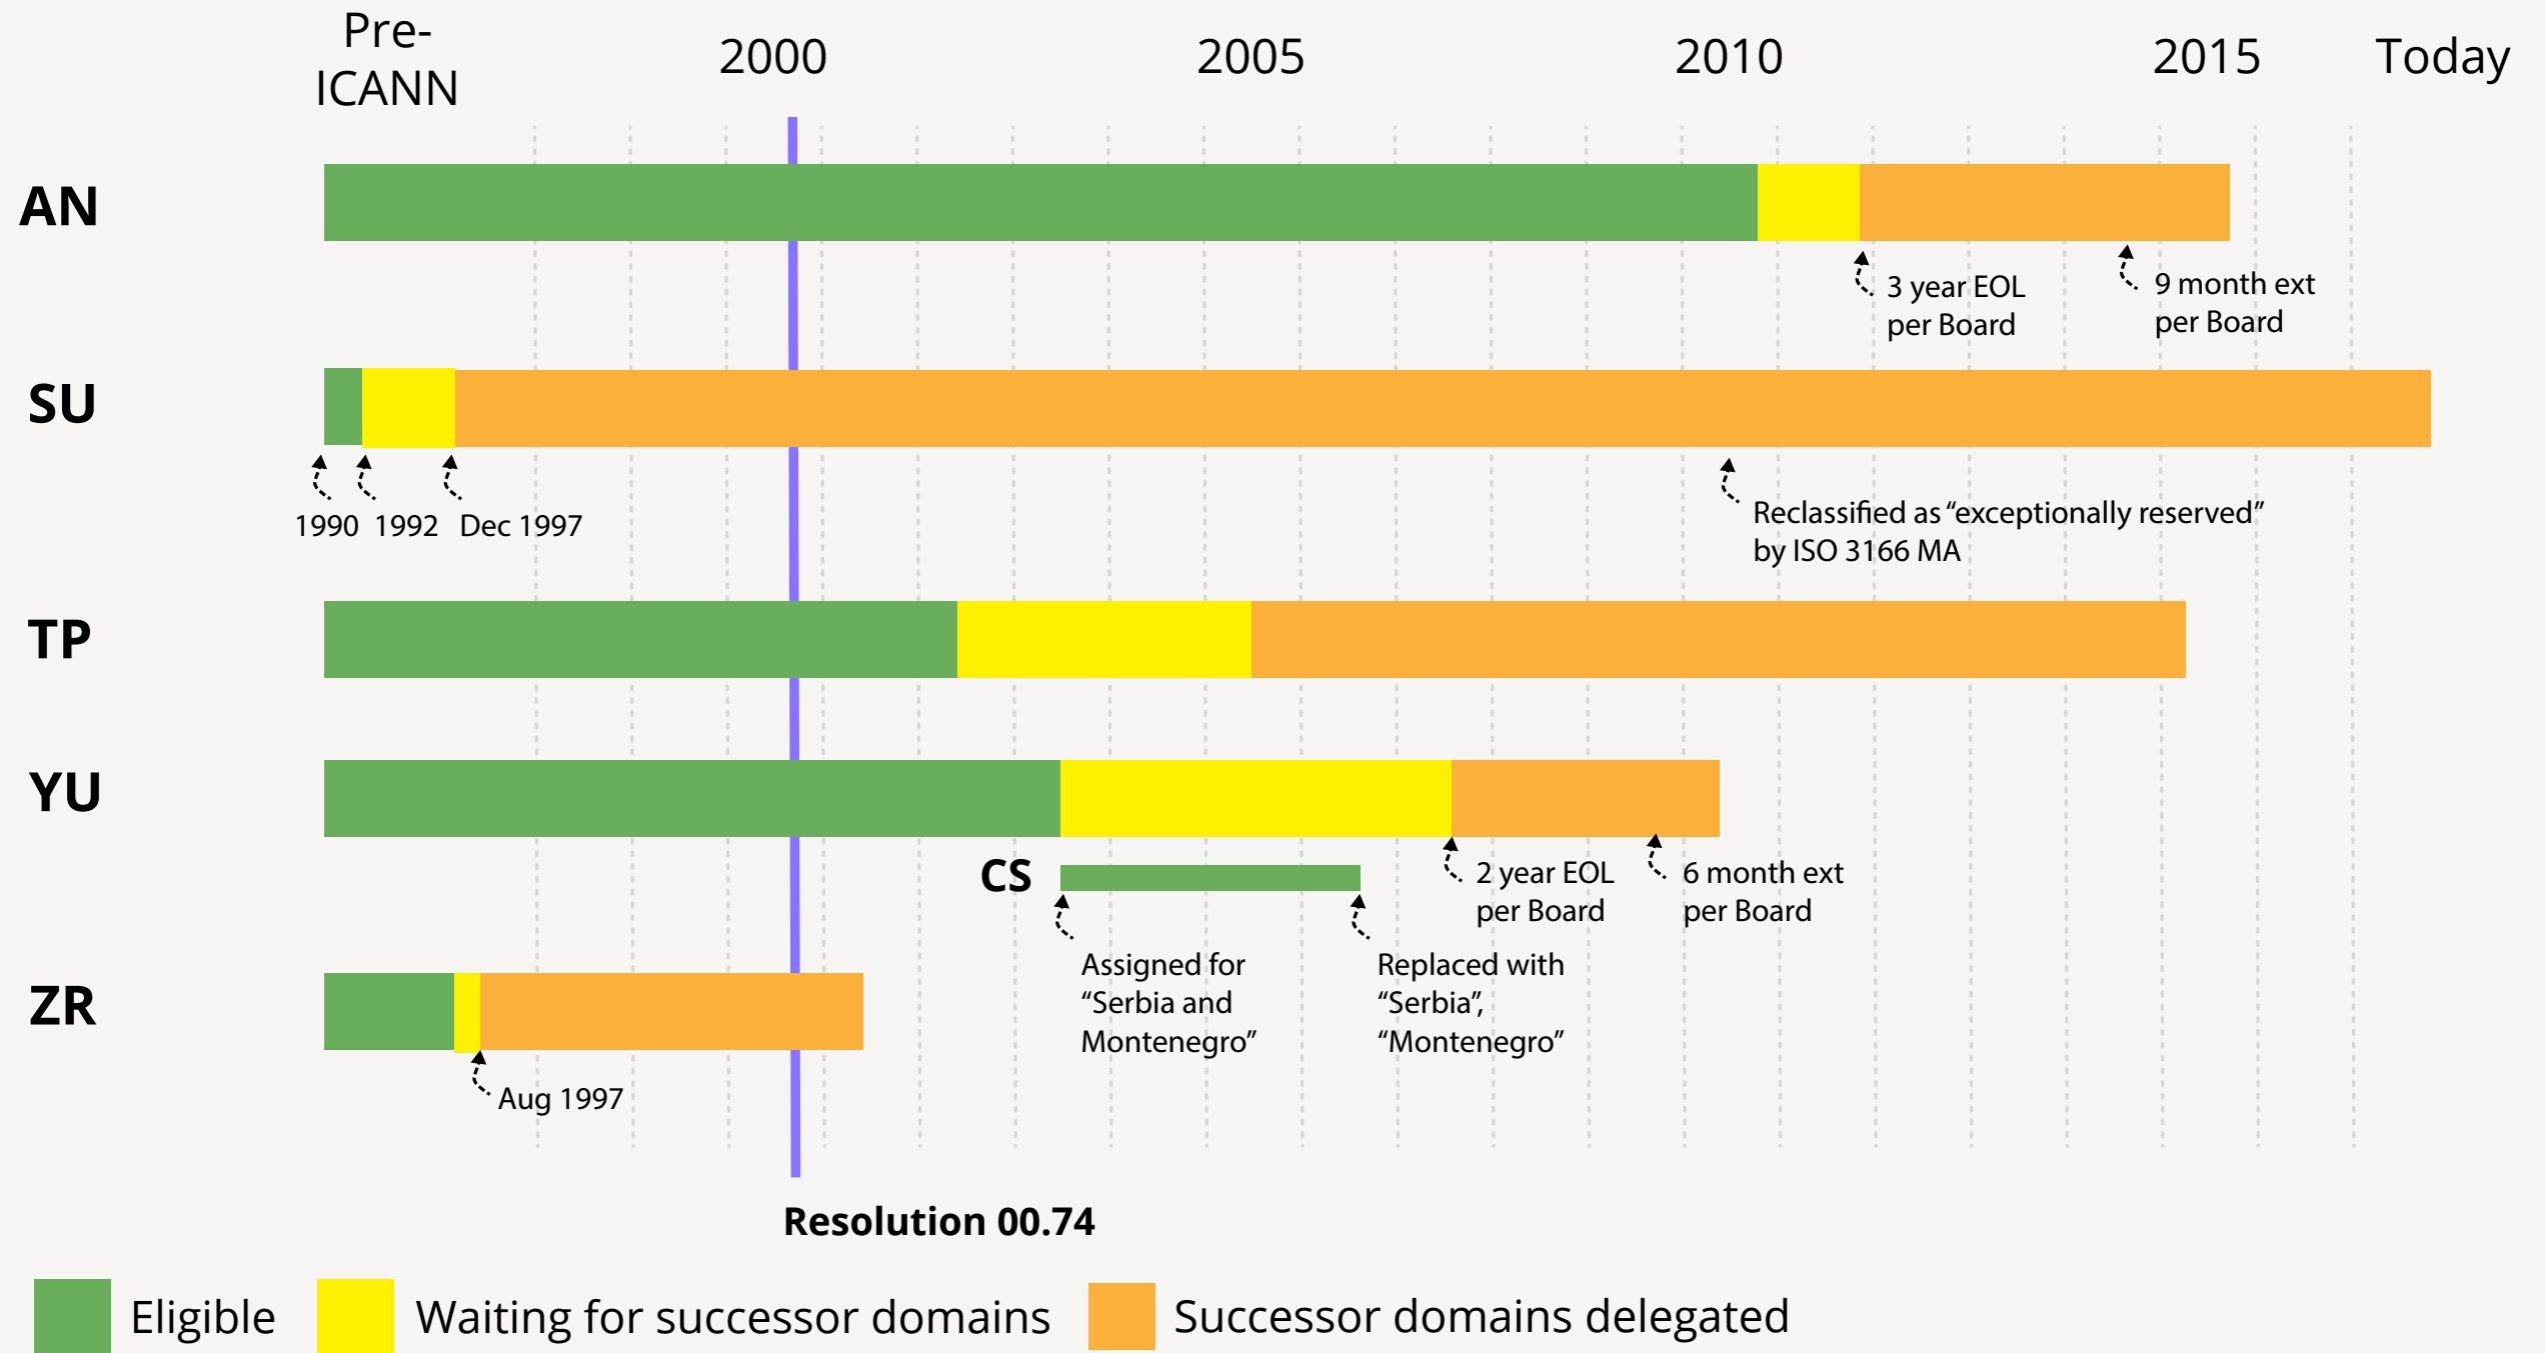 Pre-
ICANN
2000
2005
2010
2015
Today
AN
3 year EOL
per Board
9 month ext
per Board
SU
1990
1992
Dec 1997
Reclassified as “exceptionally reserved”
by ISO 3166 MA
TP
YU
CS
2 year EOL
per Board
6 month ext
per Board
Assigned for
“Serbia and
Montenegro”
Replaced with
“Serbia”,
“Montenegro”
ZR
Aug 1997
Resolution 00.74
Eligible
Waiting for successor domains
Successor domains delegated